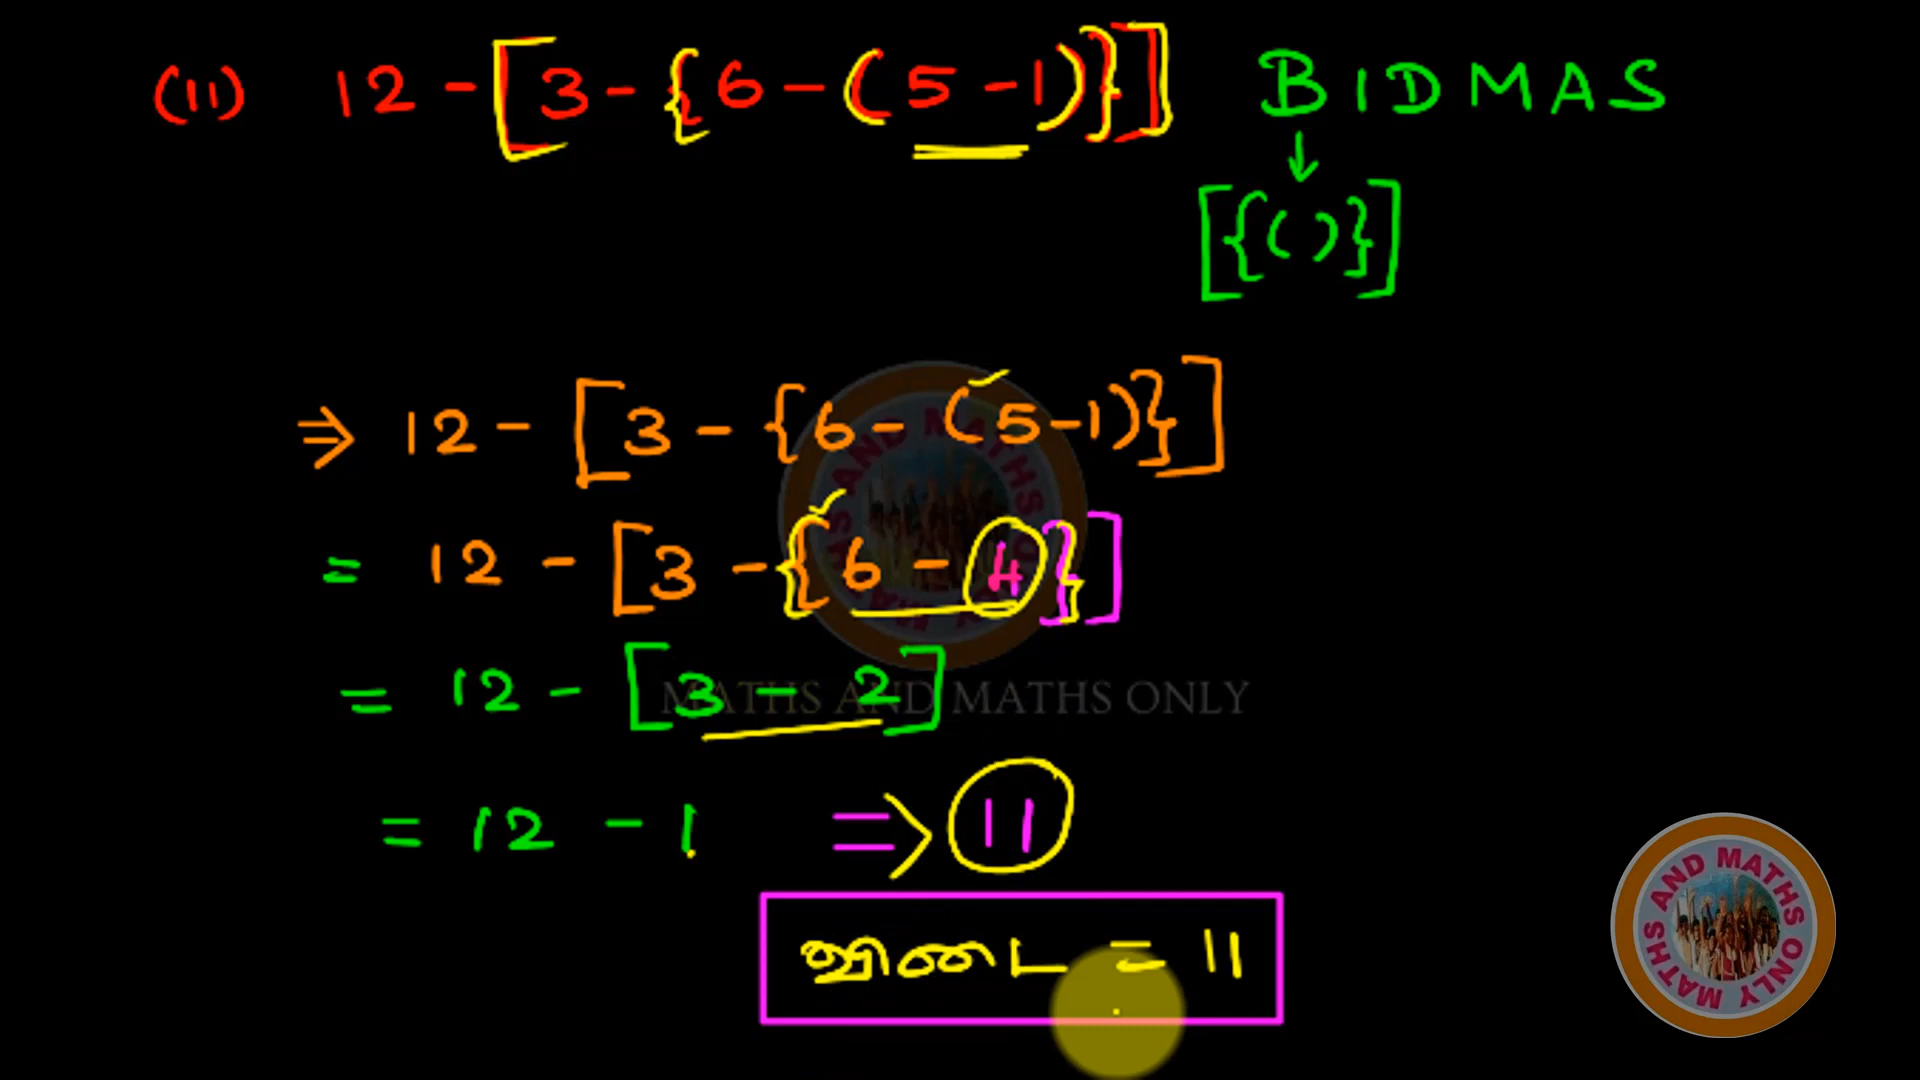 (11) 12 - [3 - {6 - (5 - 1)}] BIDMAS
↓
[{()}]
⇒ 12 - [3 - {6 - (5-1)}]
= 12 - [3 - {6 - 4}]
= 12 - [3 - 2]
MATHS AND MATHS ONLY
= 12 - 1 ⇒ 11
விடை = 11
MATHS AND MATHS ONLY